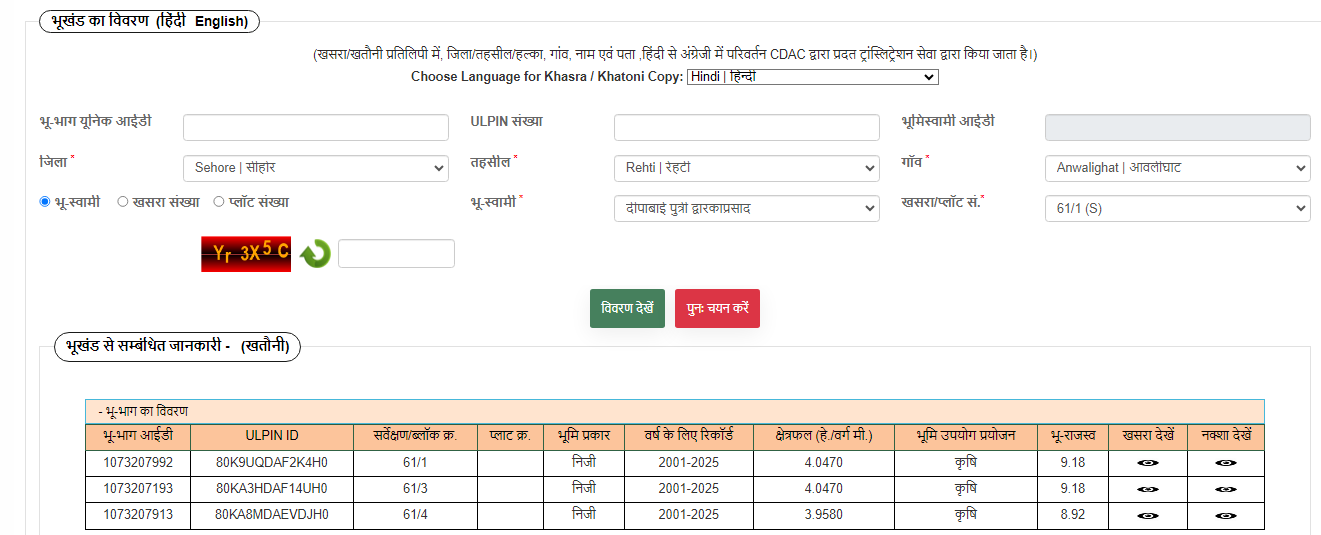 भूखंड का विवरण (हिंदी English)
(खसरा/खतौनी प्रतिलिपी में, जिला/तहसील/हल्का, गांव, नाम एवं पता ,हिंदी से अंग्रेजी में परिवर्तन CDAC द्वारा प्रदत ट्रांस्लिट्रेशन सेवा द्वारा किया जाता है।)
Choose Language for Khasra / Khatoni Copy: Hindi | हिन्दी
भू-भाग यूनिक आईडी ULPIN संख्या भूमिस्वामी आईडी
जिला * Sehore | सीहोर तहसील * Rehti | रेहटी गाँव * Anwalighat | आवलीघाट
भू-स्वामी खसरा संख्या प्लॉट संख्या भू-स्वामी * दीपाबाई पुत्री द्वारकाप्रसाद खसरा/प्लॉट सं.* 61/1 (S)
Yr 3X5 C
विवरण देखें पुनः चयन करें
भूखंड से सम्बंधित जानकारी - (खतौनी)
- भू-भाग का विवरण
भू-भाग आईडी ULPIN ID सर्वेक्षण/ब्लॉक क्र. प्लाट क्र. भूमि प्रकार वर्ष के लिए रिकॉर्ड क्षेत्रफल (हे./वर्ग मी.) भूमि उपयोग प्रयोजन भू-राजस्व खसरा देखें नक्शा देखें
1073207992 80K9UQDAF2K4H0 61/1 निजी 2001-2025 4.0470 कृषि 9.18
1073207193 80KA3HDAF14UH0 61/3 निजी 2001-2025 4.0470 कृषि 9.18
1073207913 80KA8MDAEVDJH0 61/4 निजी 2001-2025 3.9580 कृषि 8.92